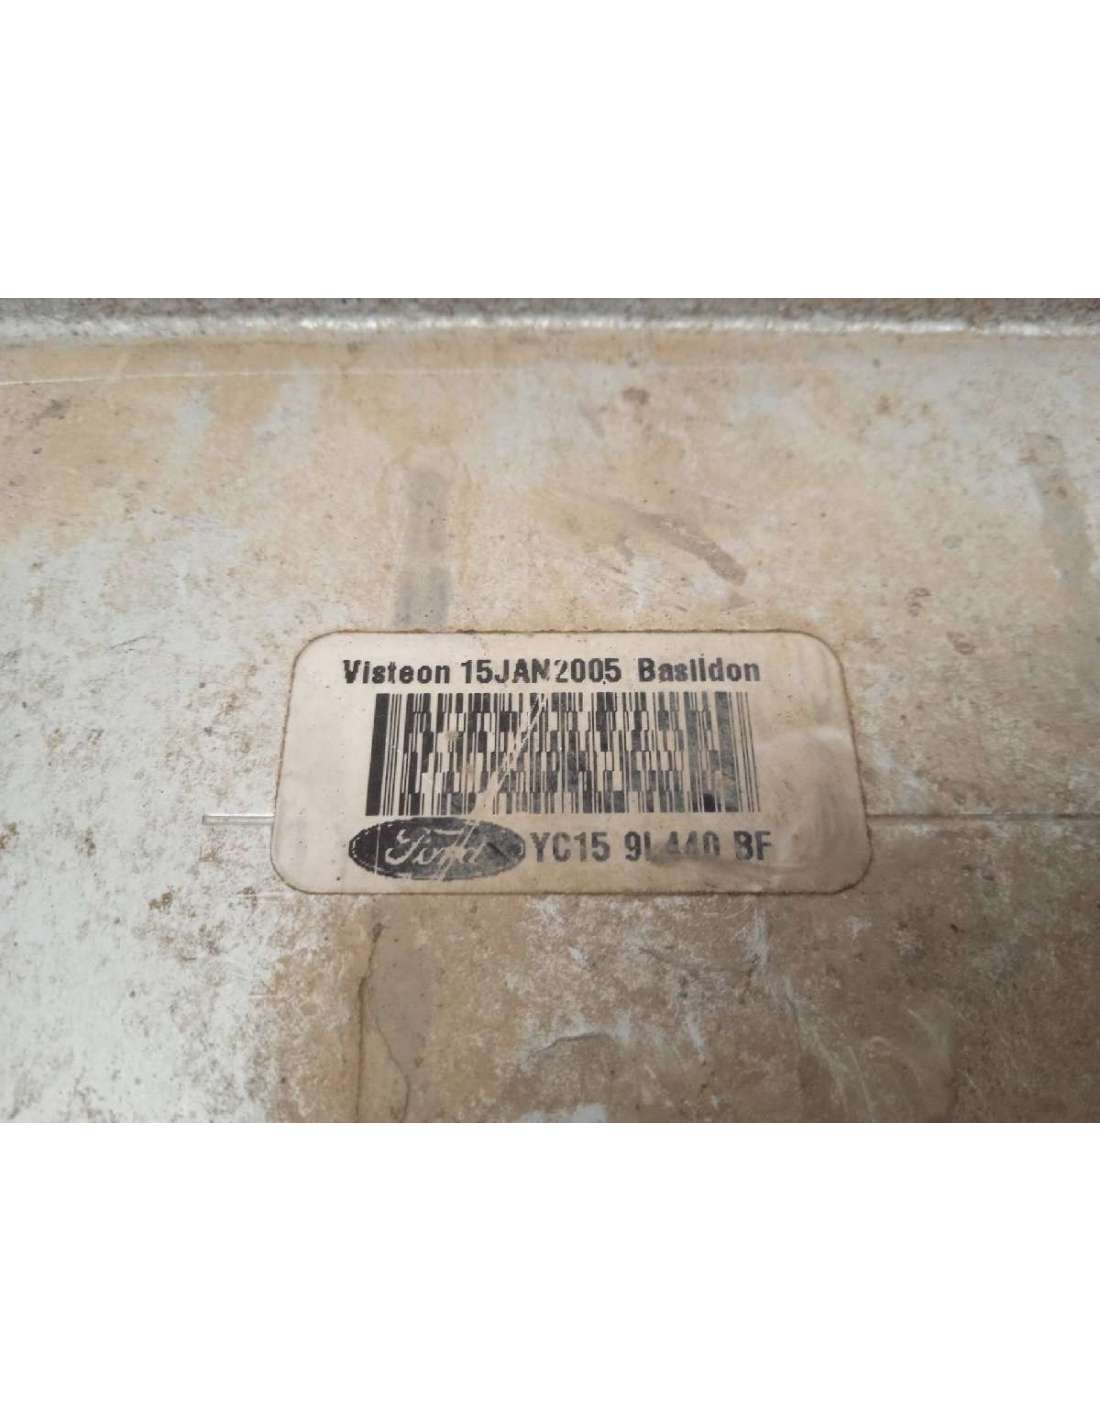 Visteon 15JAN2005 Basildon
Ford YC15 9L440 BF